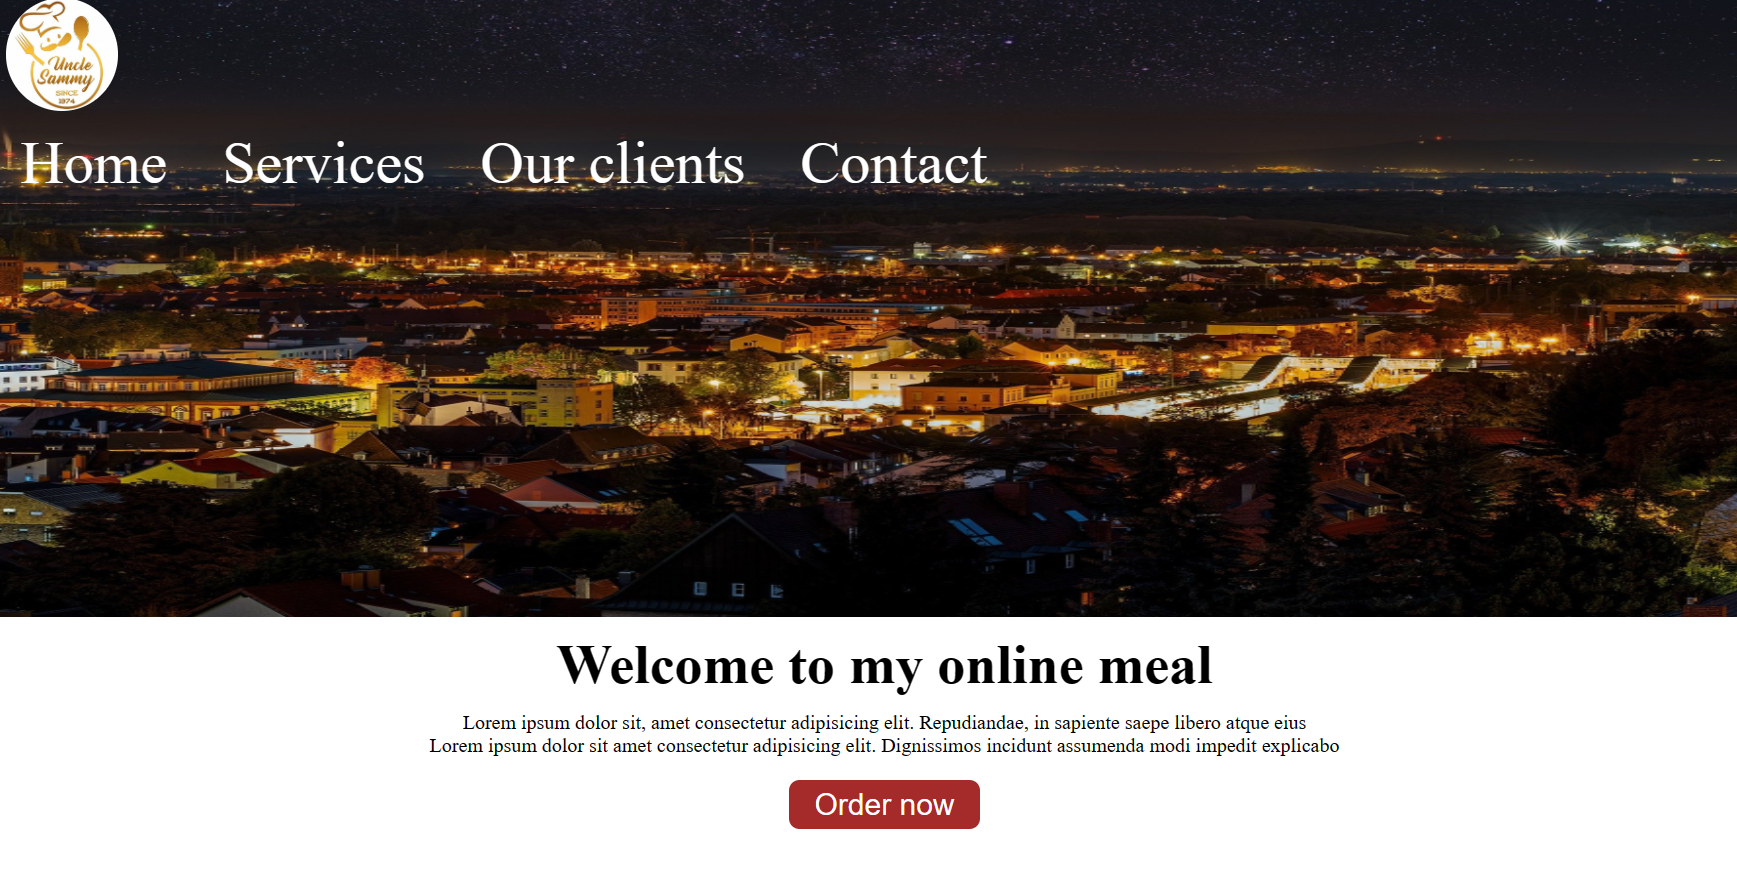 Uncle
Sammy
SINCE
1974
Home Services Our clients Contact
Welcome to my online meal
Lorem ipsum dolor sit, amet consectetur adipisicing elit. Repudiandae, in sapiente saepe libero atque eius
Lorem ipsum dolor sit amet consectetur adipisicing elit. Dignissimos incidunt assumenda modi impedit explicabo
Order now